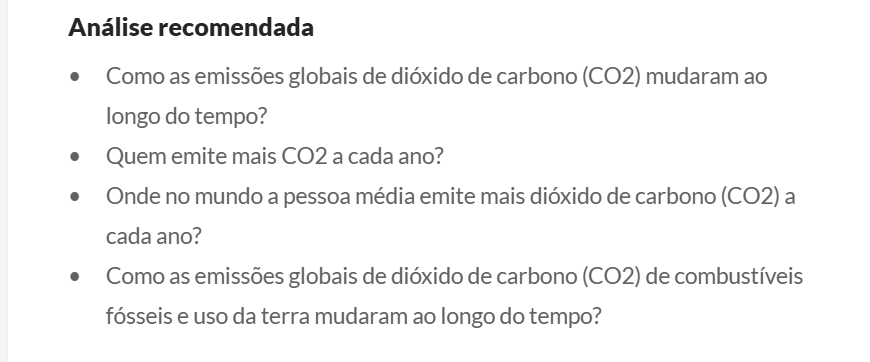 Análise recomendada
• Como as emissões globais de dióxido de carbono (CO2) mudaram ao
longo do tempo?
• Quem emite mais CO2 a cada ano?
• Onde no mundo a pessoa média emite mais dióxido de carbono (CO2) a
cada ano?
• Como as emissões globais de dióxido de carbono (CO2) de combustíveis
fósseis e uso da terra mudaram ao longo do tempo?